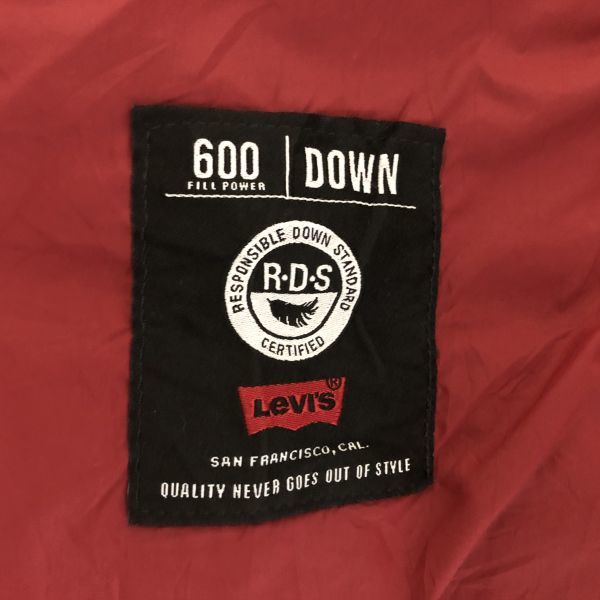 600 | DOWN
FILL POWER
RESPONSIBLE DOWN STANDARD
R·D·S
CERTIFIED
Levi's®
SAN FRANCISCO, CAL.
QUALITY NEVER GOES OUT OF STYLE